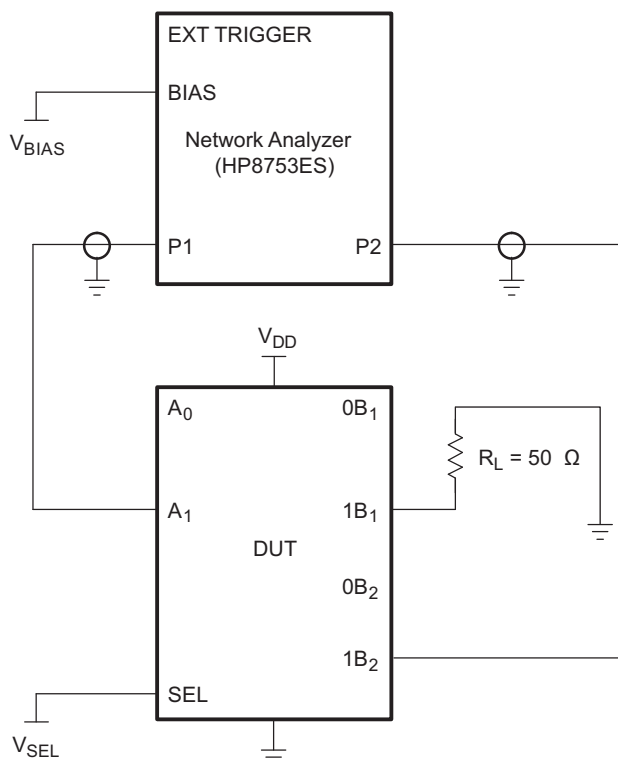 EXT TRIGGER
BIAS
V_BIAS
Network Analyzer
(HP8753ES)
P1 P2
V_DD
A_0 0B_1
R_L = 50 Ω
A_1 1B_1
DUT
0B_2
1B_2
SEL
V_SEL